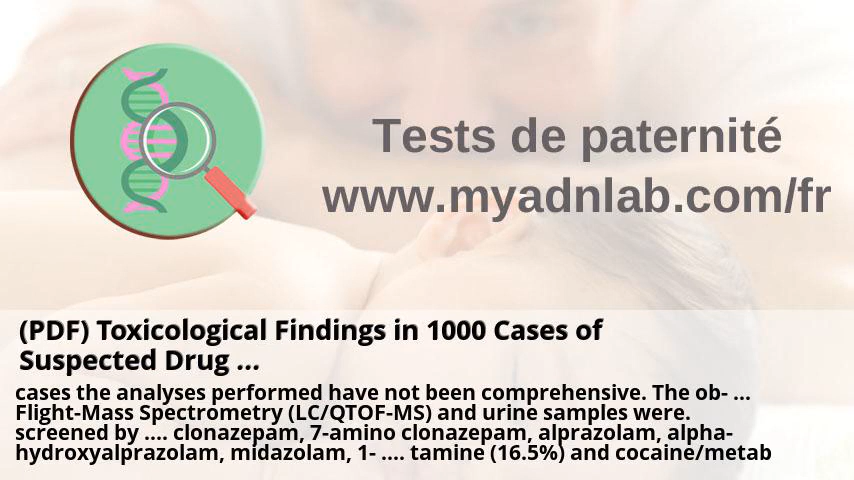 Tests de paternité
www.myadnlab.com/fr
(PDF) Toxicological Findings in 1000 Cases of
Suspected Drug ...
cases the analyses performed have not been comprehensive. The ob- ...
Flight-Mass Spectrometry (LC/QTOF-MS) and urine samples were.
screened by .... clonazepam, 7-amino clonazepam, alprazolam, alpha-
hydroxyalprazolam, midazolam, 1- .... tamine (16.5%) and cocaine/metab